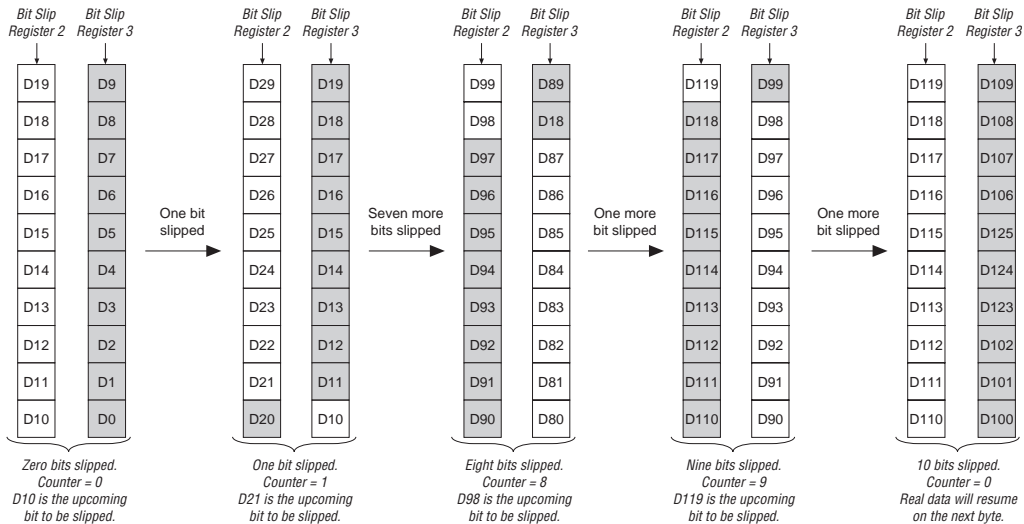 Bit Slip Register 2
Bit Slip Register 3
Bit Slip Register 2
Bit Slip Register 3
Bit Slip Register 2
Bit Slip Register 3
Bit Slip Register 2
Bit Slip Register 3
Bit Slip Register 2
Bit Slip Register 3
D19 D9 D29 D19 D99 D89 D119 D99 D119 D109
D18 D8 D28 D18 D98 D18 D118 D98 D118 D108
D17 D7 D27 D17 D97 D87 D117 D97 D117 D107
D16 D6 D26 D16 D96 D86 D116 D96 D116 D106
D15 D5 D25 D15 D95 D85 D115 D95 D115 D125
D14 D4 D24 D14 D94 D84 D114 D94 D114 D124
D13 D3 D23 D13 D93 D83 D113 D93 D113 D123
D12 D2 D22 D12 D92 D82 D112 D92 D112 D102
D11 D1 D21 D11 D91 D81 D111 D91 D111 D101
D10 D0 D20 D10 D90 D80 D110 D90 D110 D100
One bit
slipped
Seven more
bits slipped
One more
bit slipped
One more
bit slipped
Zero bits slipped.
Counter = 0
D10 is the upcoming
bit to be slipped.
One bit slipped.
Counter = 1
D21 is the upcoming
bit to be slipped.
Eight bits slipped.
Counter = 8
D98 is the upcoming
bit to be slipped.
Nine bits slipped.
Counter = 9
D119 is the upcoming
bit to be slipped.
10 bits slipped.
Counter = 0
Real data will resume
on the next byte.